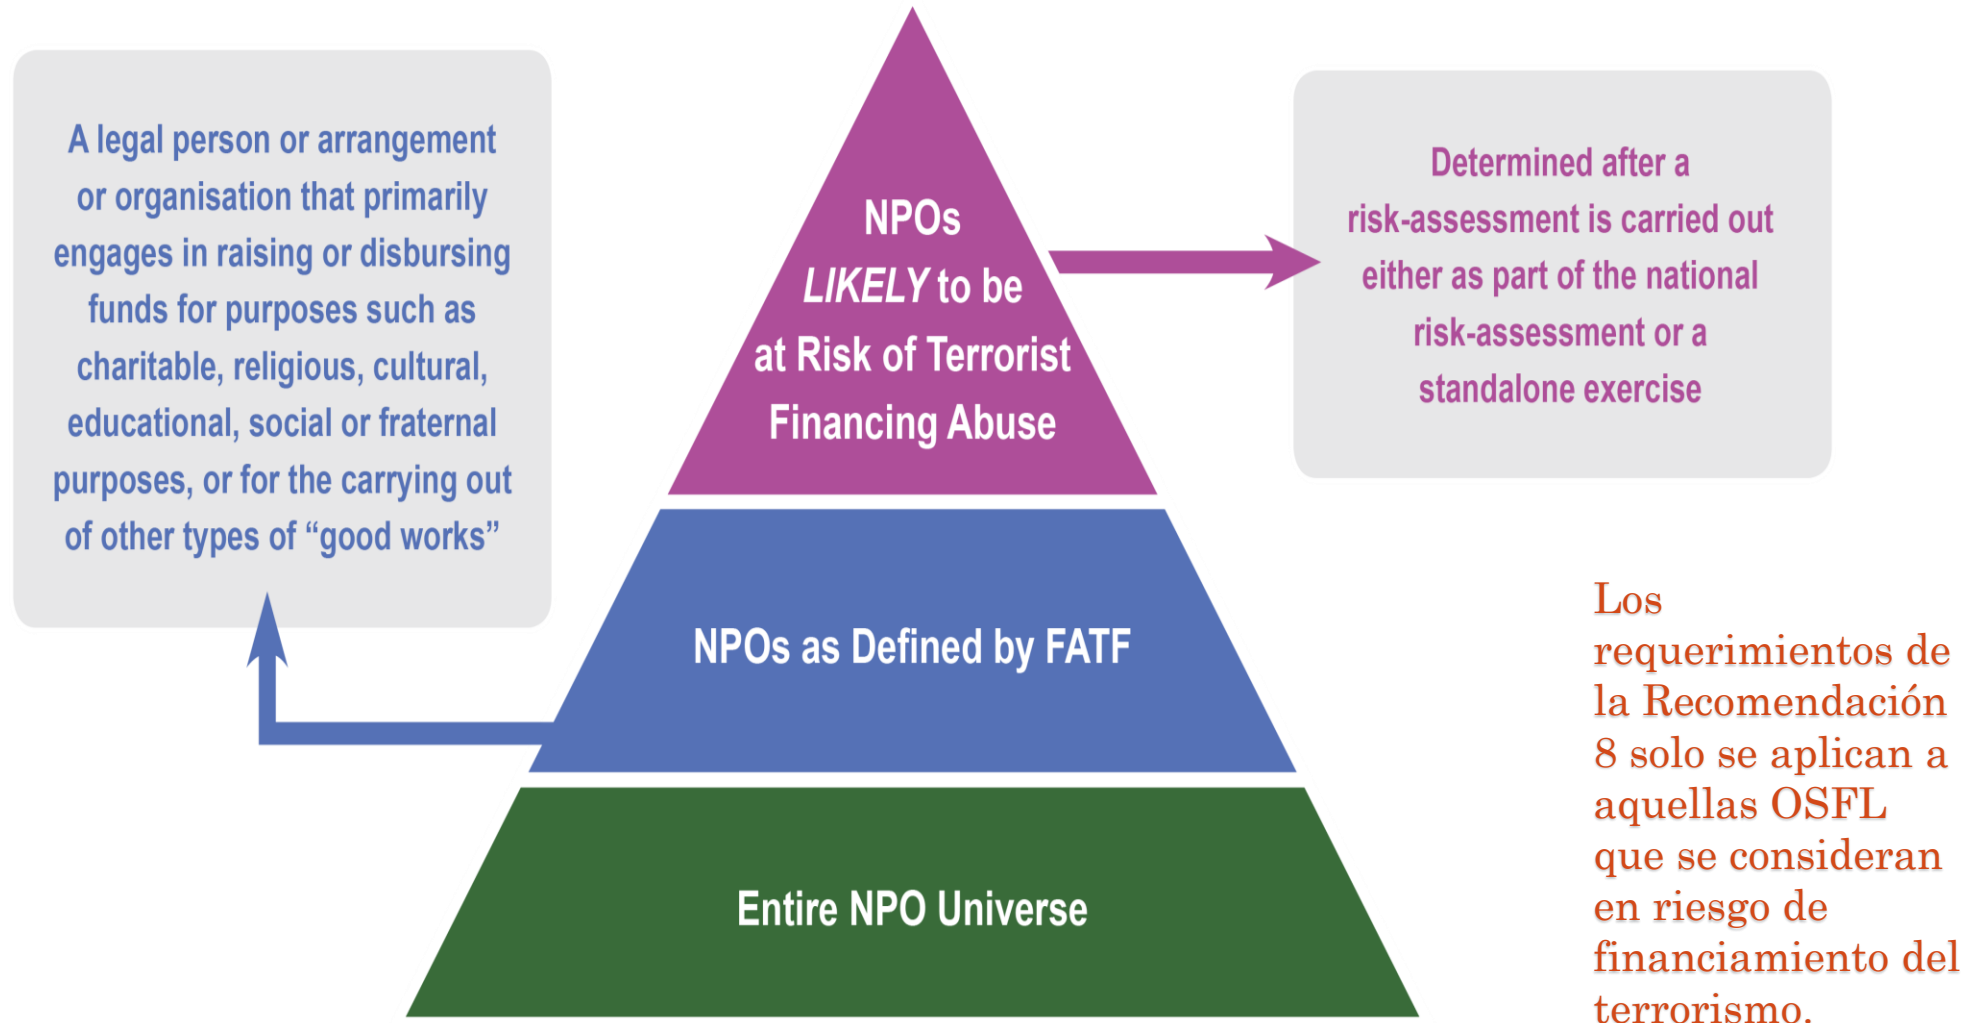 A legal person or arrangement
or organisation that primarily
engages in raising or disbursing
funds for purposes such as
charitable, religious, cultural,
educational, social or fraternal
purposes, or for the carrying out
of other types of “good works”
NPOs
LIKELY to be
at Risk of Terrorist
Financing Abuse
Determined after a
risk-assessment is carried out
either as part of the national
risk-assessment or a
standalone exercise
NPOs as Defined by FATF
Entire NPO Universe
Los
requerimientos de
la Recomendación
8 solo se aplican a
aquellas OSFL
que se consideran
en riesgo de
financiamiento del
terrorismo.